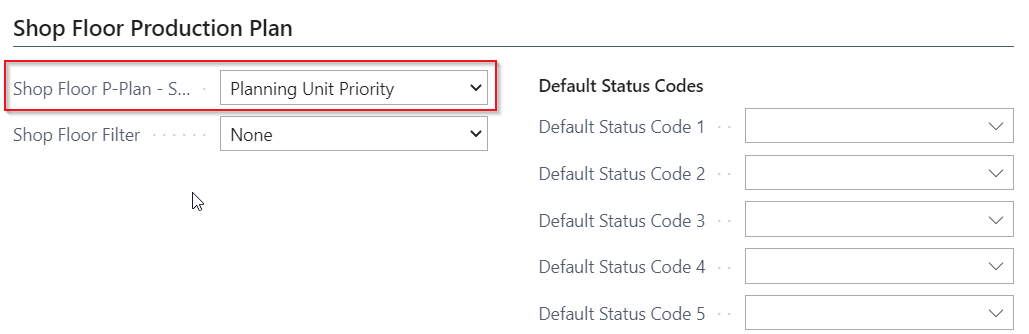 Shop Floor Production Plan
Shop Floor P-Plan - S... Planning Unit Priority
Shop Floor Filter None
Default Status Codes
Default Status Code 1
Default Status Code 2
Default Status Code 3
Default Status Code 4
Default Status Code 5